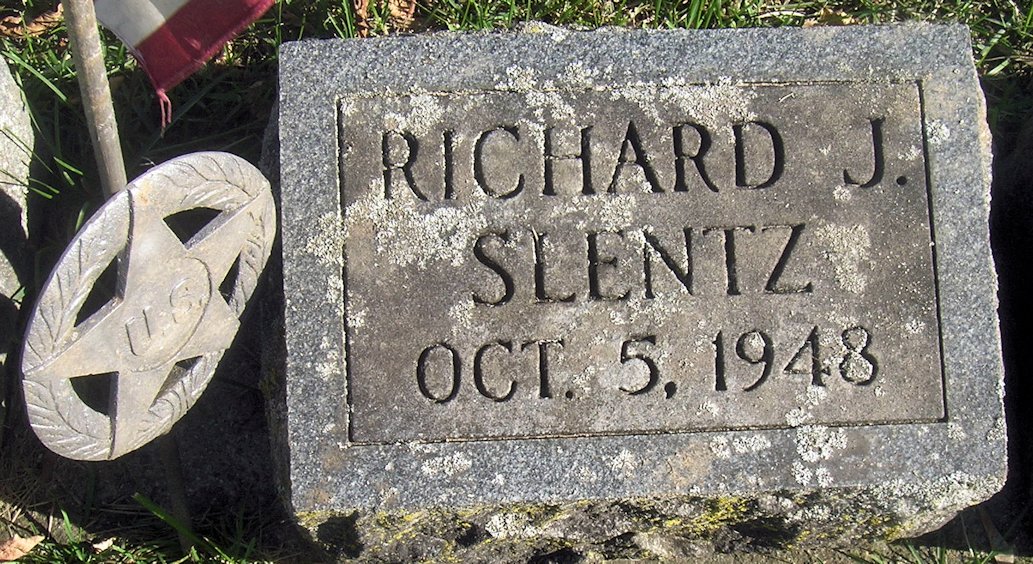 RICHARD J.
SLENTZ
OCT. 5, 1948
U.S.